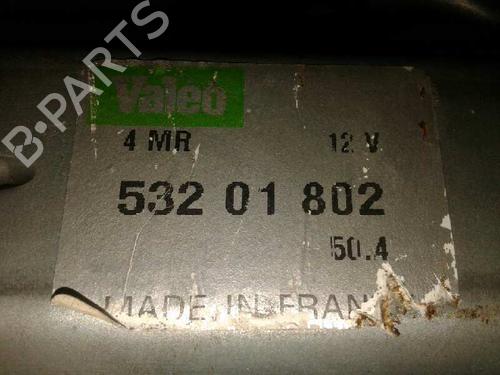 B-PARTS
Valeo
4 MR 12 V
532 01 802
50.4
MADE IN FRAN